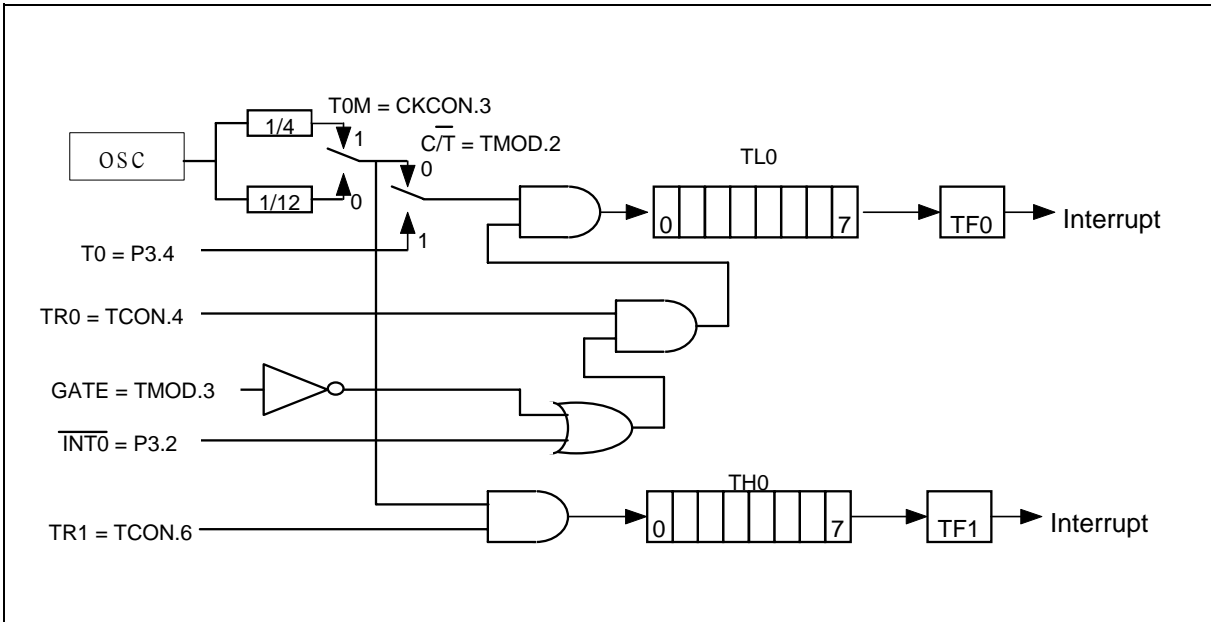 T0M = CKCON.3
1/4
1
C/T̅ = TMOD.2
OSC
0
TL0
1/12
0
0
7
TF0
Interrupt
1
T0 = P3.4
TR0 = TCON.4
GATE = TMOD.3
I̅N̅T̅0̅ = P3.2
TH0
0
7
TF1
Interrupt
TR1 = TCON.6